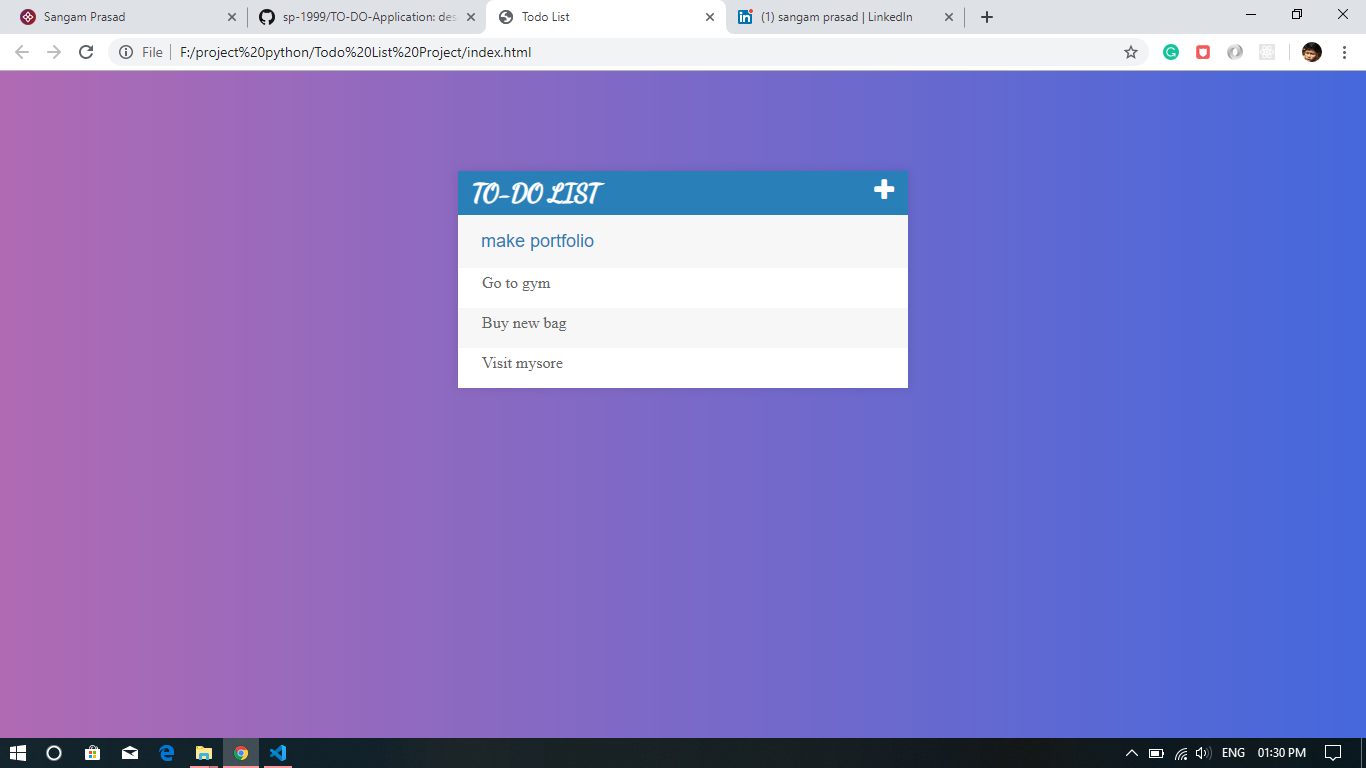 Sangam Prasad
sp-1999/TO-DO-Application: des
Todo List
(1) sangam prasad | LinkedIn
File
F:/project%20python/Todo%20List%20Project/index.html
TO-DO LIST
make portfolio
Go to gym
Buy new bag
Visit mysore
ENG
01:30 PM